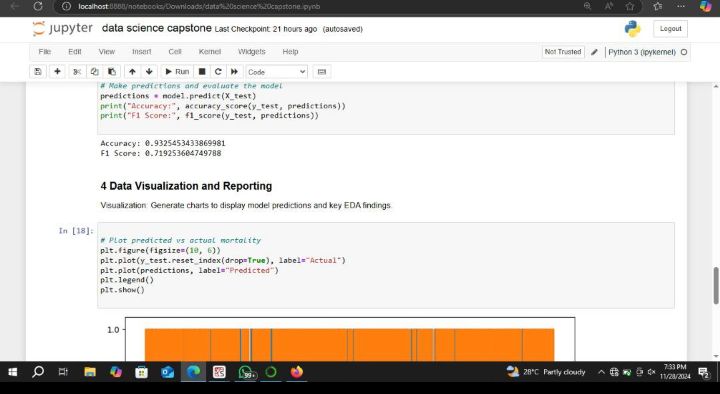 localhost:8888/notebooks/Downloads/data%20science%20capstone.ipynb
jupyter data science capstone Last Checkpoint: 21 hours ago (autosaved)
Logout
File Edit View Insert Cell Kernel Widgets Help
Not Trusted Python 3 (ipykernel)
Run Code
# Make predictions and evaluate the model
predictions = model.predict(X_test)
print("Accuracy:", accuracy_score(y_test, predictions))
print("F1 Score:", f1_score(y_test, predictions))
Accuracy: 0.9325453433869981
F1 Score: 0.719253604749788
4 Data Visualization and Reporting
Visualization: Generate charts to display model predictions and key EDA findings.
In [18]:
# Plot predicted vs actual mortality
plt.figure(figsize=(10, 6))
plt.plot(y_test.reset_index(drop=True), label="Actual")
plt.plot(predictions, label="Predicted")
plt.legend()
plt.show()
1.0
99+
28°C Partly cloudy
7:33 PM
11/28/2024